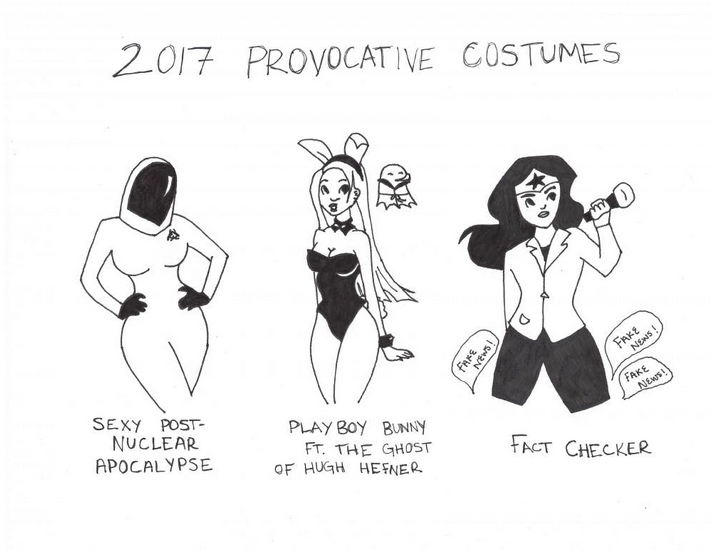 2017 PROVOCATIVE COSTUMES
SEXY POST-
NUCLEAR
APOCALYPSE
PLAYBOY BUNNY
FT. THE GHOST
OF HUGH HEFNER
FAKE
NEWS!
FAKE
NEWS!
FAKE
NEWS!
FACT CHECKER